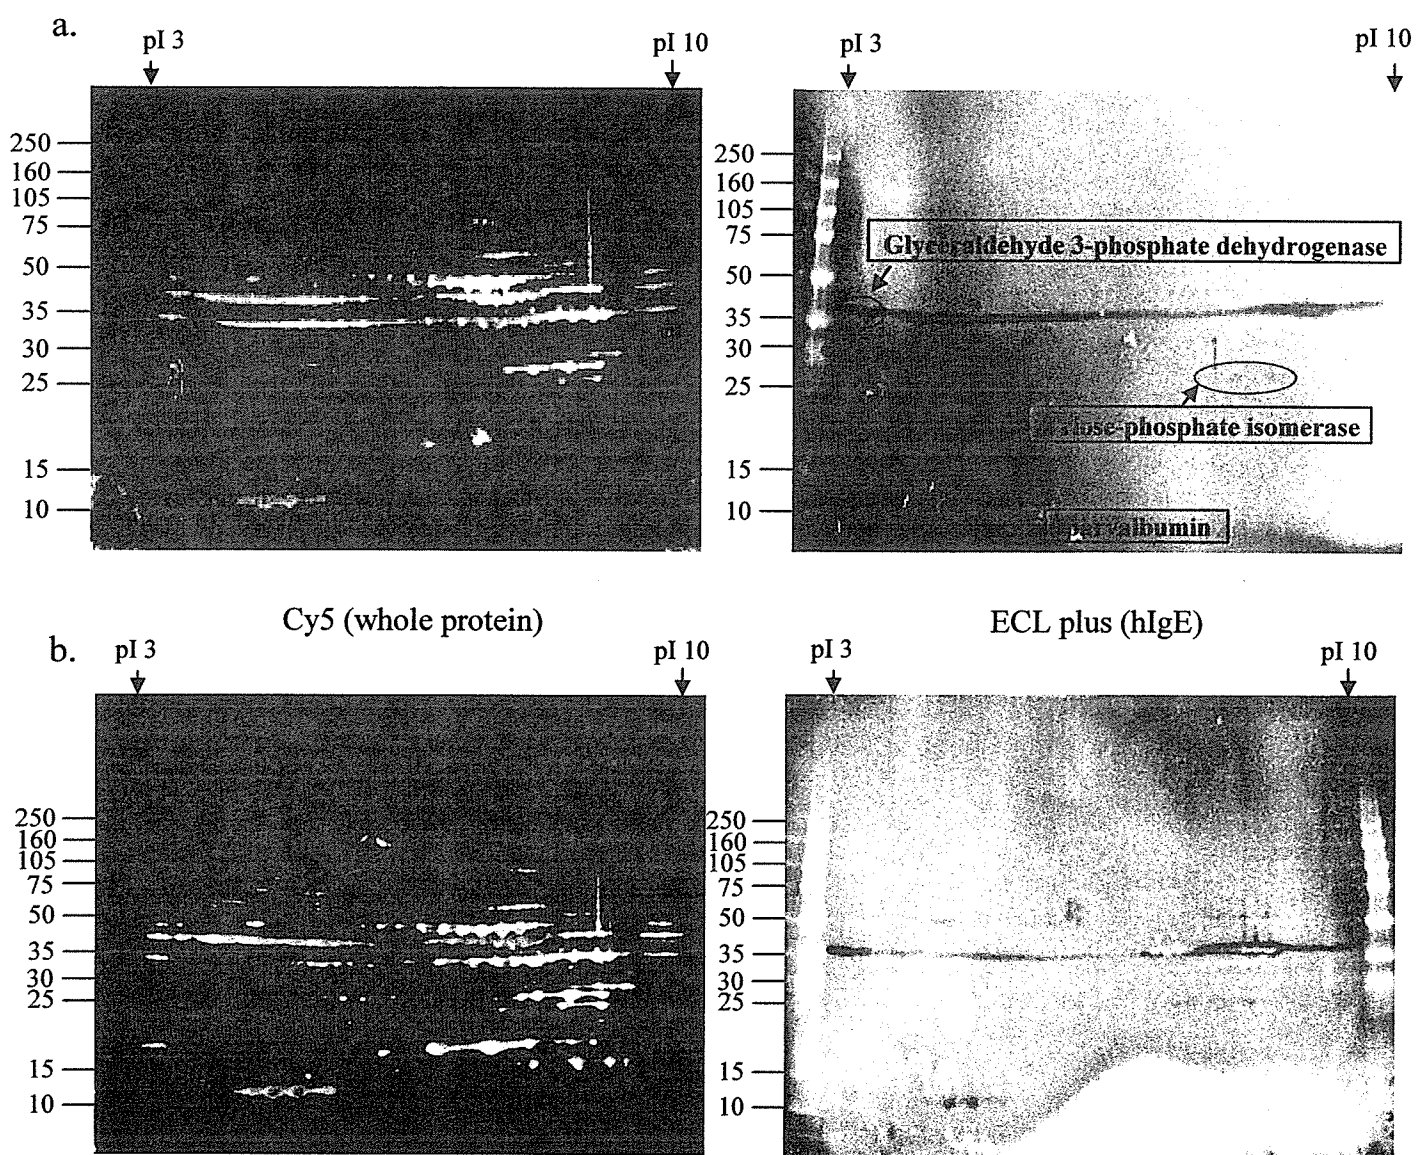 a.
pI 3
pI 10
pI 3
pI 10
250
160
105
75
50
35
30
25
15
10
250
160
105
75
50
35
30
25
15
10
Glyceraldehyde 3-phosphate dehydrogenase
-phosphate isomerase
parvalbumin
Cy5 (whole protein)
ECL plus (hIgE)
b.
pI 3
pI 10
pI 3
pI 10
250
160
105
75
50
35
30
25
15
10
250
160
105
75
50
35
30
25
15
10